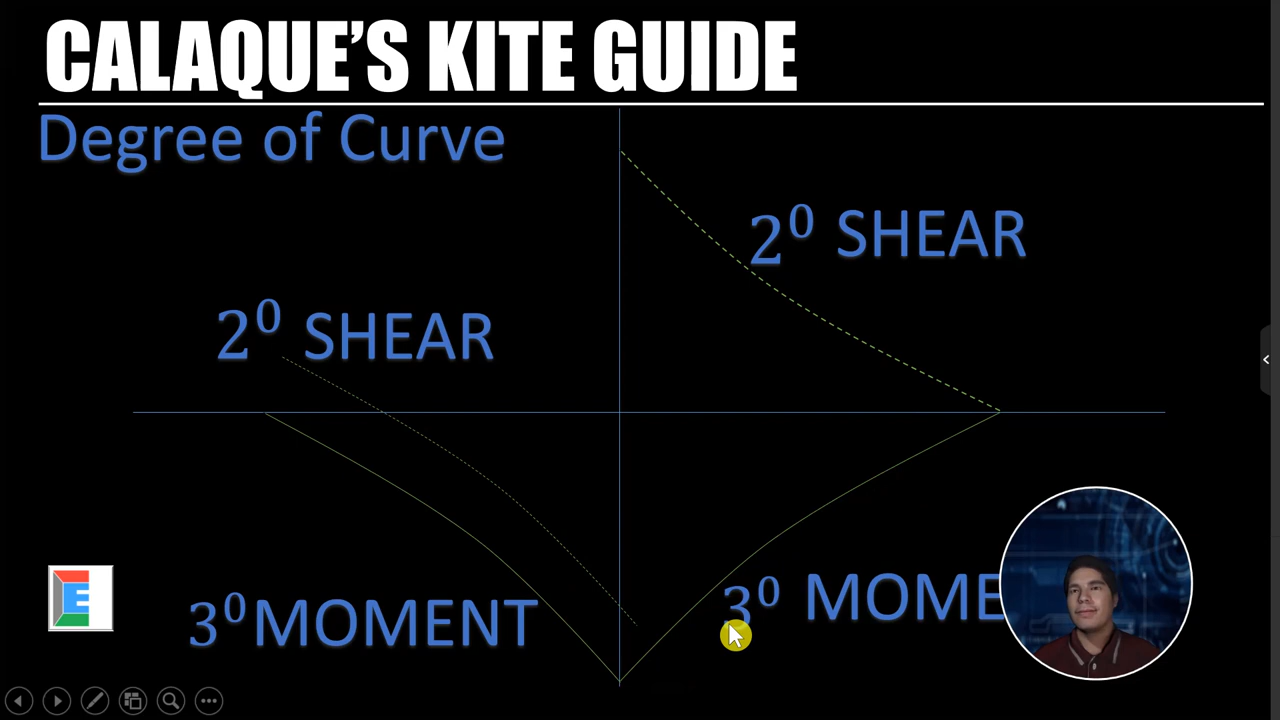 CALAQUE'S KITE GUIDE
Degree of Curve
2⁰ SHEAR
2⁰ SHEAR
3⁰MOMENT
3⁰ MOME
E